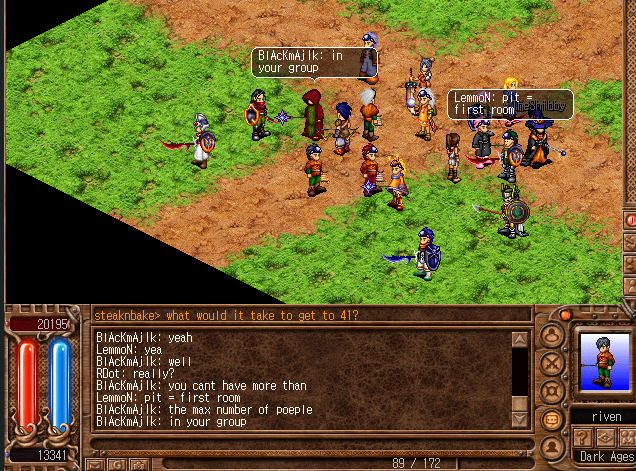 BlAcKmAjIk: in
your group
LemmoN: pit =
first room
steaknbake> what would it take to get to 41?
BlAcKmAjIk: yeah
LemmoN: yea
BlAcKmAjIk: well
RDot: really?
BlAcKmAjIk: you cant have more than
LemmoN: pit = first room
BlAcKmAjIk: the max number of poeple
BlAcKmAjIk: in your group
20195
13341
89 / 172
riven
Dark Ages